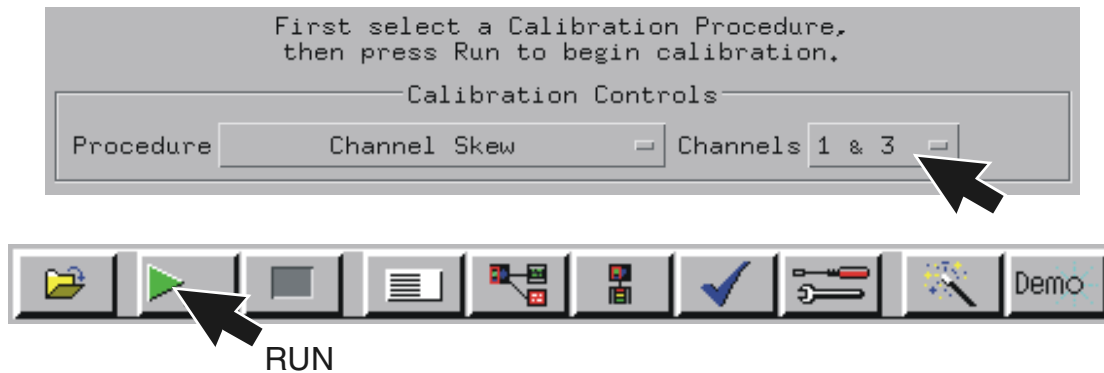 First select a Calibration Procedure,
then press Run to begin calibration.
Calibration Controls
Procedure Channel Skew Channels 1 & 3
Demo
RUN